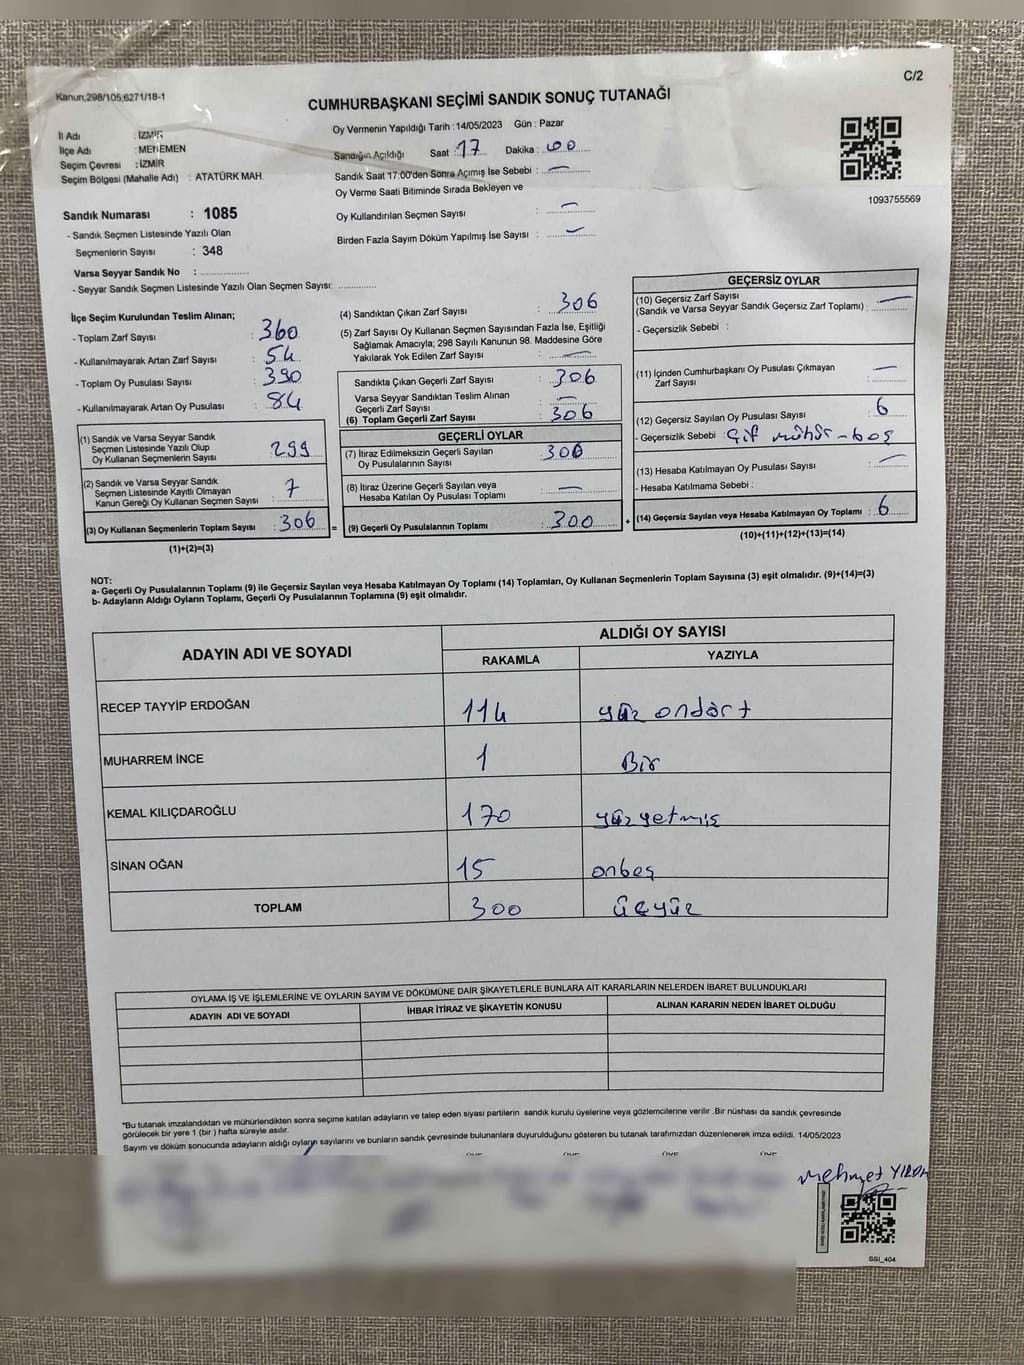 C/2
Kanun;298/105;6271/18-1
CUMHURBAŞKANI SEÇİMİ SANDIK SONUÇ TUTANAĞI
İl Adı : İZMİR
İlçe Adı : MENEMEN
Seçim Çevresi : İZMİR
Seçim Bölgesi (Mahalle Adı) : ATATÜRK MAH.
Oy Vermenin Yapıldığı Tarih :14/05/2023 Gün : Pazar
Sandığın Açıldığı Saat : 17 Dakika : 00
Sandık Saat 17:00'den Sonra Açımış İse Sebebi : —
Oy Verme Saati Bitiminde Sırada Bekleyen ve
Oy Kullandırılan Seçmen Sayısı : —
Birden Fazla Sayım Döküm Yapılmış İse Sayısı : —
1093755569
Sandık Numarası : 1085
- Sandık Seçmen Listesinde Yazılı Olan
Seçmenlerin Sayısı : 348
Varsa Seyyar Sandık No : ................
- Seyyar Sandık Seçmen Listesinde Yazılı Olan Seçmen Sayısı: ............
İlçe Seçim Kurulundan Teslim Alınan;
- Toplam Zarf Sayısı : 360
- Kullanılmayarak Artan Zarf Sayısı : 54
- Toplam Oy Pusulası Sayısı : 390
- Kullanılmayarak Artan Oy Pusulası : 84
(1) Sandık ve Varsa Seyyar Sandık
Seçmen Listesinde Yazılı Olup
Oy Kullanan Seçmenlerin Sayısı : 299
(2) Sandık ve Varsa Seyyar Sandık
Seçmen Listesinde Kayıtlı Olmayan
Kanun Gereği Oy Kullanan Seçmen Sayısı : 7
(3) Oy Kullanan Seçmenlerin Toplam Sayısı : 306
(1)+(2)=(3)
(4) Sandıktan Çıkan Zarf Sayısı : 306
(5) Zarf Sayısı Oy Kullanan Seçmen Sayısından Fazla İse, Eşitliği
Sağlamak Amacıyla; 298 Sayılı Kanunun 98. Maddesine Göre
Yakılarak Yok Edilen Zarf Sayısı : —
Sandıkta Çıkan Geçerli Zarf Sayısı : 306
Varsa Seyyar Sandıktan Teslim Alınan
Geçerli Zarf Sayısı : —
(6) Toplam Geçerli Zarf Sayısı : 306
GEÇERLİ OYLAR
(7) İtiraz Edilmeksizin Geçerli Sayılan
Oy Pusulalarının Sayısı : 300
(8) İtiraz Üzerine Geçerli Sayılan veya
Hesaba Katılan Oy Pusulası Toplamı : —
= (9) Geçerli Oy Pusulalarının Toplamı : 300 +
GEÇERSİZ OYLAR
(10) Geçersiz Zarf Sayısı
(Sandık ve Varsa Seyyar Sandık Geçersiz Zarf Toplamı) : —
- Geçersizlik Sebebi :
(11) İçinden Cumhurbaşkanı Oy Pusulası Çıkmayan
Zarf Sayısı : —
(12) Geçersiz Sayılan Oy Pusulası Sayısı : 6
- Geçersizlik Sebebi : Çif mühür - boş
(13) Hesaba Katılmayan Oy Pusulası Sayısı : —
- Hesaba Katılmama Sebebi :
(14) Geçersiz Sayılan veya Hesaba Katılmayan Oy Toplamı : 6
(10)+(11)+(12)+(13)=(14)
NOT:
a- Geçerli Oy Pusulalarının Toplamı (9) ile Geçersiz Sayılan veya Hesaba Katılmayan Oy Toplamı (14) Toplamları, Oy Kullanan Seçmenlerin Toplam Sayısına (3) eşit olmalıdır. (9)+(14)=(3)
b- Adayların Aldığı Oyların Toplamı, Geçerli Oy Pusulalarının Toplamına (9) eşit olmalıdır.
ADAYIN ADI VE SOYADI ALDIĞI OY SAYISI
RAKAMLA YAZIYLA
RECEP TAYYİP ERDOĞAN 114 yüz ondört
MUHARREM İNCE 1 Bir
KEMAL KILIÇDAROĞLU 170 yüzyetmiş
SİNAN OĞAN 15 onbeş
TOPLAM 300 üçyüz
OYLAMA İŞ VE İŞLEMLERİNE VE OYLARIN SAYIM VE DÖKÜMÜNE DAİR ŞİKAYETLERLE BUNLARA AİT KARARLARIN NELERDEN İBARET BULUNDUKLARI
ADAYIN ADI VE SOYADI İHBAR İTİRAZ VE ŞİKAYETİN KONUSU ALINAN KARARIN NEDEN İBARET OLDUĞU
*Bu tutanak imzalandıktan ve mühürlendikten sonra seçime katılan adayların ve talep eden siyasi partilerin sandık kurulu üyelerine veya gözlemcilerine verilir .Bir nüshası da sandık çevresinde
görülecek bir yere 1 (bir ) hafta süreyle asılır.
Sayım ve döküm sonucunda adayların aldığı oyların sayılarını ve bunların sandık çevresinde bulunanlara duyurulduğunu gösteren bu tutanak tarafımızdan düzenlenerek imza edildi. 14/05/2023
Mehmet
SSI_404